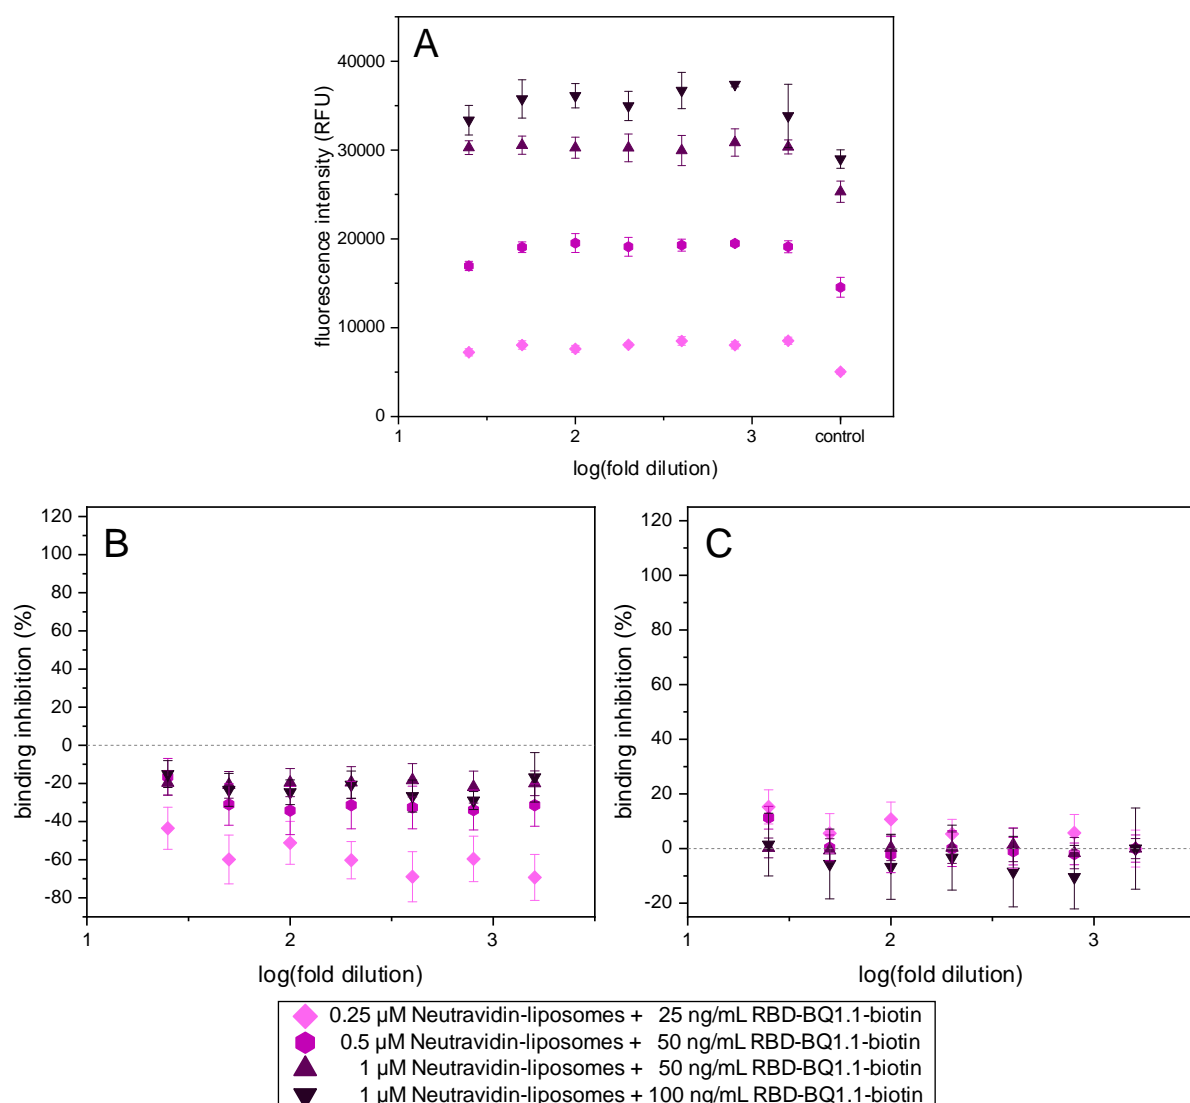 A
40000
30000
20000
10000
0
fluorescence intensity (RFU)
1 2 3 control
log(fold dilution)
B
120
100
80
60
40
20
0
-20
-40
-60
-80
binding inhibition (%)
1 2 3
log(fold dilution)
C
120
100
80
60
40
20
0
-20
binding inhibition (%)
1 2 3
log(fold dilution)
0.25 µM Neutravidin-liposomes + 25 ng/mL RBD-BQ1.1-biotin
0.5 µM Neutravidin-liposomes + 50 ng/mL RBD-BQ1.1-biotin
1 µM Neutravidin-liposomes + 50 ng/mL RBD-BQ1.1-biotin
1 µM Neutravidin-liposomes + 100 ng/mL RBD-BQ1.1-biotin